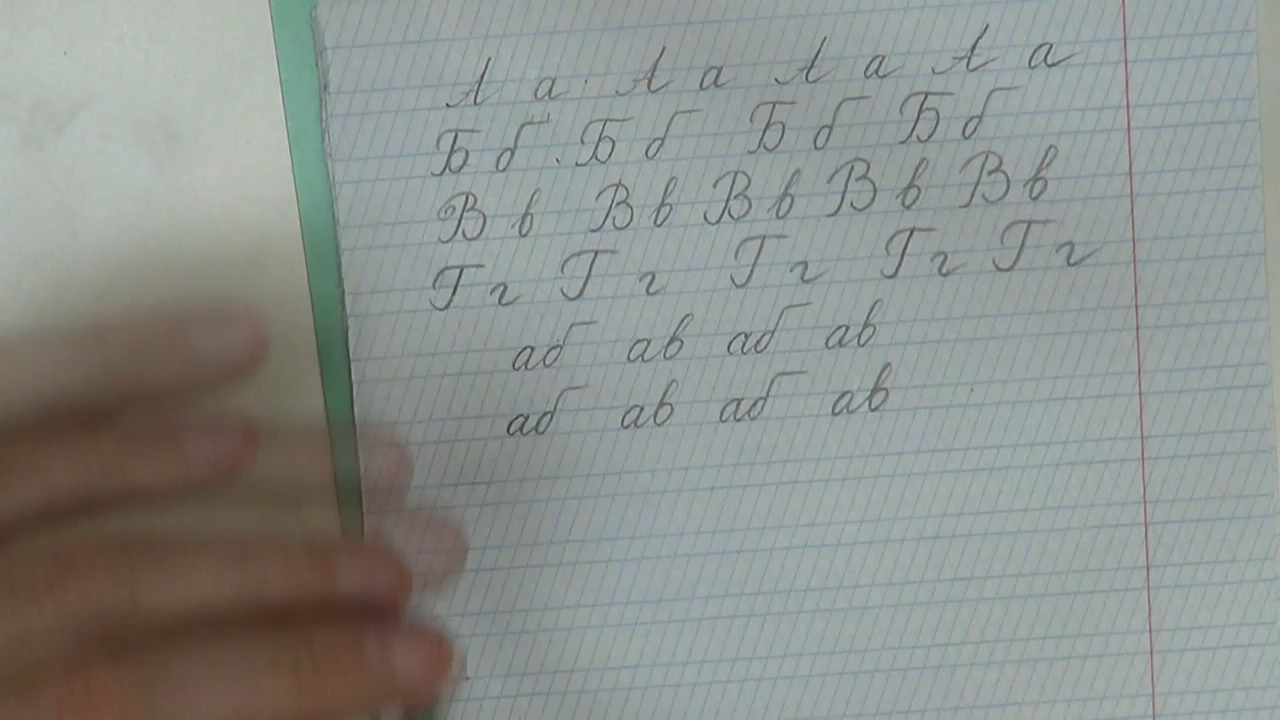 А а. А а А а А а
Б б. Б б Б б Б б
В в В в В в В в В в
Г г Г г Г г Г г Г г
аб ав аб ав
аб ав аб ав